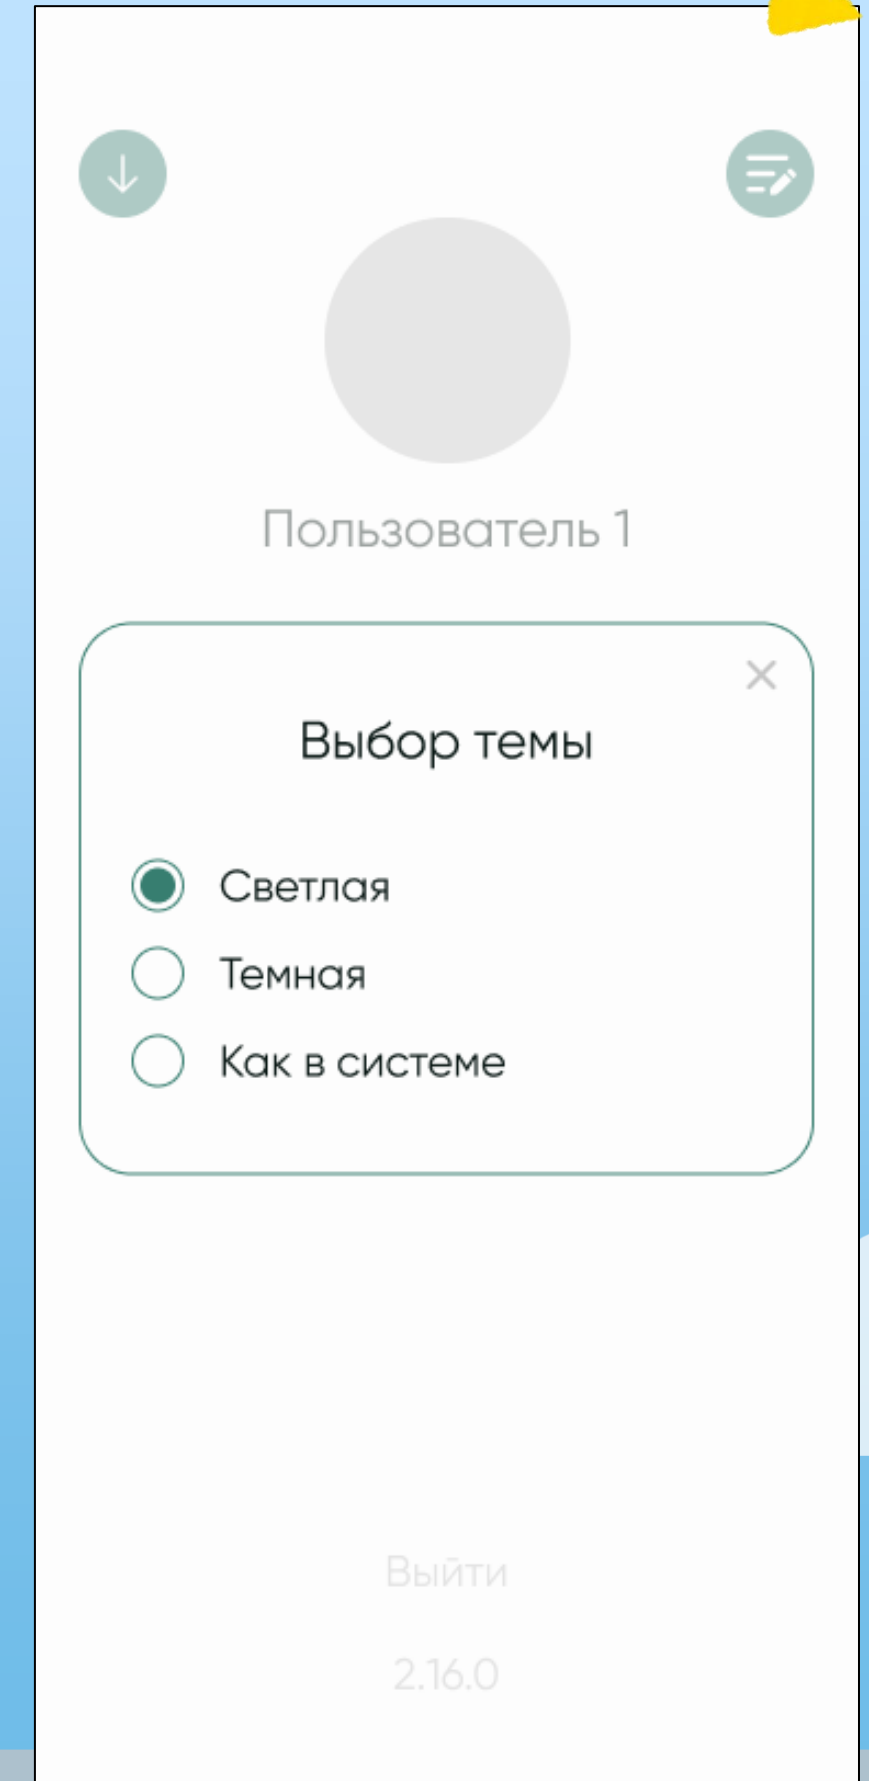 Пользователь 1
Выбор темы
Светлая
Темная
Как в системе
Выйти
2.16.0